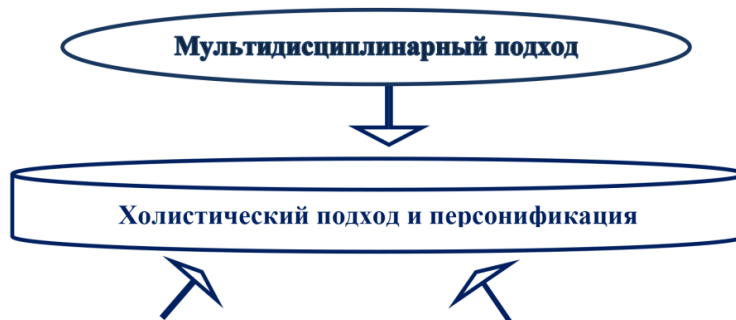 Мультидисциплинарный подход
Холистический подход и персонификация